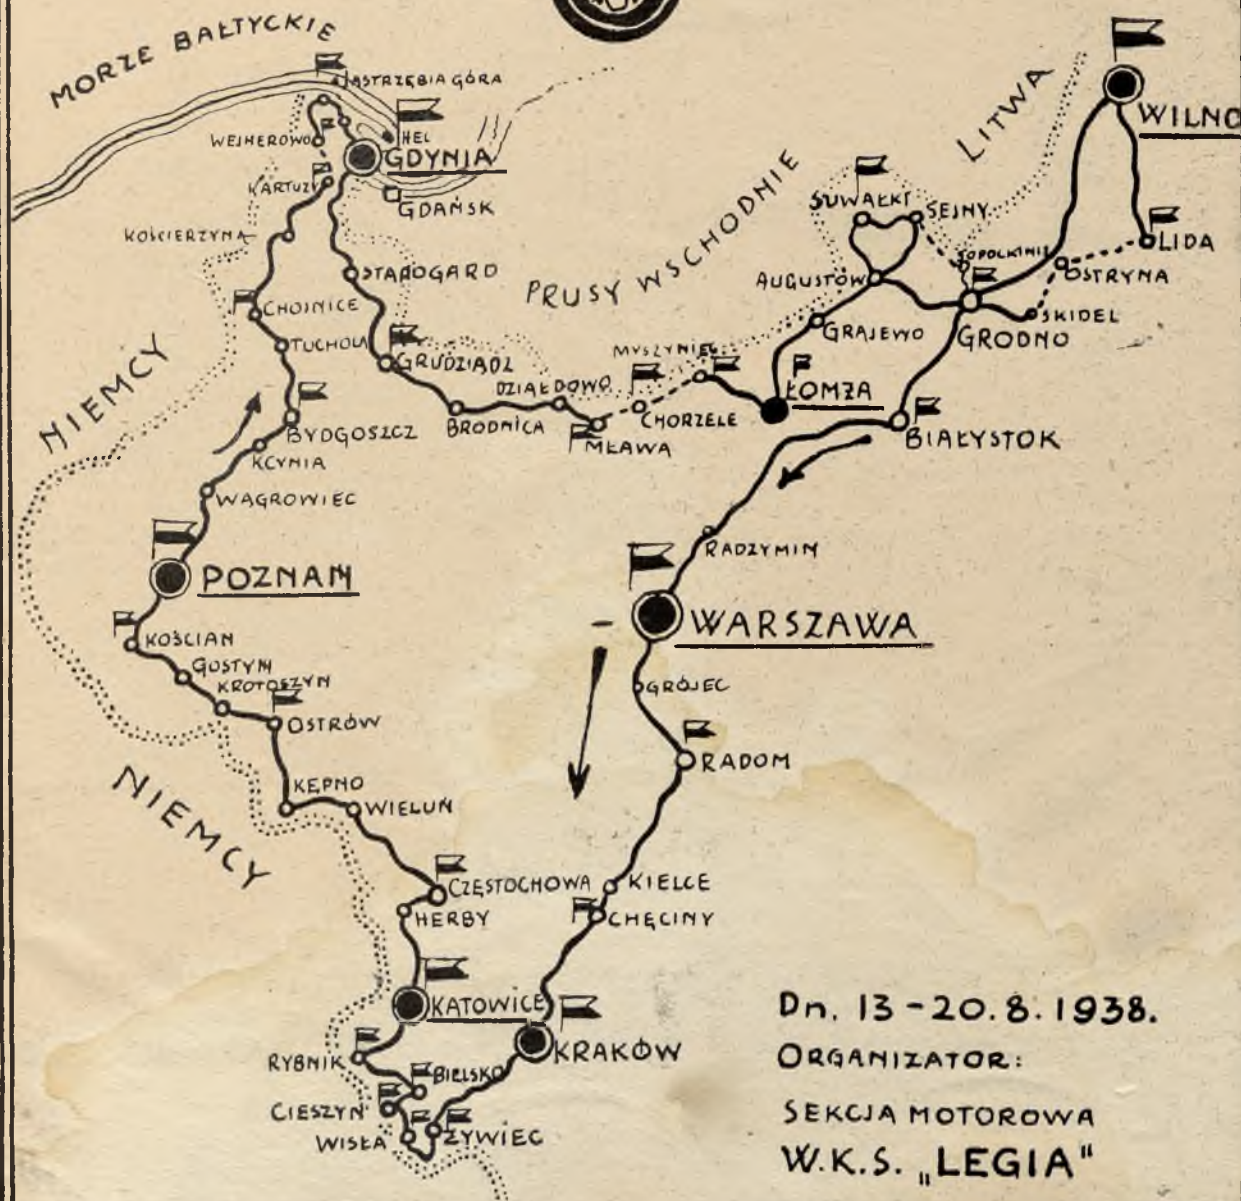 MORZE BAŁTYCKIE
JASTRZĘBIA GÓRA
HEL
WEJHEROWO
GDYNIA
KARTUZY
GDAŃSK
KOŚCIERZYNA
STAROGARD
CHOJNICE
TUCHOLA
GRUDZIĄDZ
BYDGOSZCZ
KCYNIA
WĄGROWIEC
NIEMCY
BRODNICA
DZIAŁDOWO
MŁAWA
CHORZELE
MYSZYNIEC
PRUSY WSCHODNIE
LITWA
WILNO
SUWAŁKI
SEJNY
SOPOĆKINIE
LIDA
OSTRYNA
AUGUSTÓW
GRAJEWO
GRODNO
SKIDEL
ŁOMŻA
BIAŁYSTOK
RADZYMIN
POZNAŃ
WARSZAWA
KOŚCIAN
GOSTYŃ
KROTOSZYN
OSTRÓW
GRÓJEC
RADOM
KĘPNO
WIELUŃ
NIEMCY
CZĘSTOCHOWA
KIELCE
HERBY
CHĘCINY
KATOWICE
KRAKÓW
RYBNIK
BIELSKO
CIESZYN
WISŁA
ŻYWIEC
Dn. 13-20.8.1938.
ORGANIZATOR:
SEKCJA MOTOROWA
W.K.S. „LEGIA"